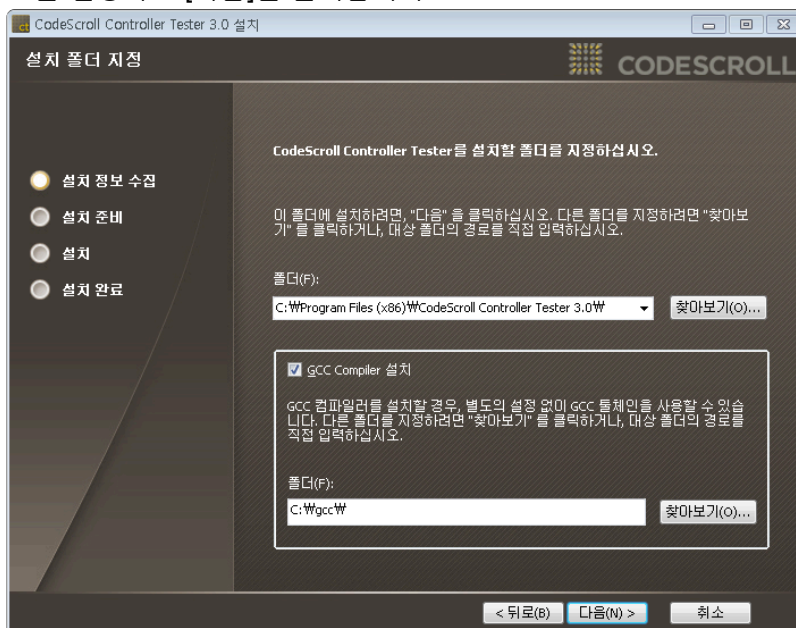 CodeScroll Controller Tester 3.0 설치
설치 폴더 지정
CODESCROLL
설치 정보 수집
설치 준비
설치
설치 완료
CodeScroll Controller Tester를 설치할 폴더를 지정하십시오.
이 폴더에 설치하려면, "다음" 을 클릭하십시오. 다른 폴더를 지정하려면 "찾아보
기" 를 클릭하거나, 대상 폴더의 경로를 직접 입력하십시오.
폴더(F):
C:₩Program Files (x86)₩CodeScroll Controller Tester 3.0₩
찾아보기(O)...
GCC Compiler 설치
GCC 컴파일러를 설치할 경우, 별도의 설정 없이 GCC 툴체인을 사용할 수 있습
니다. 다른 폴더를 지정하려면 "찾아보기" 를 클릭하거나, 대상 폴더의 경로를
직접 입력하십시오.
폴더(F):
C:₩gcc₩
찾아보기(O)...
< 뒤로(B)
다음(N) >
취소